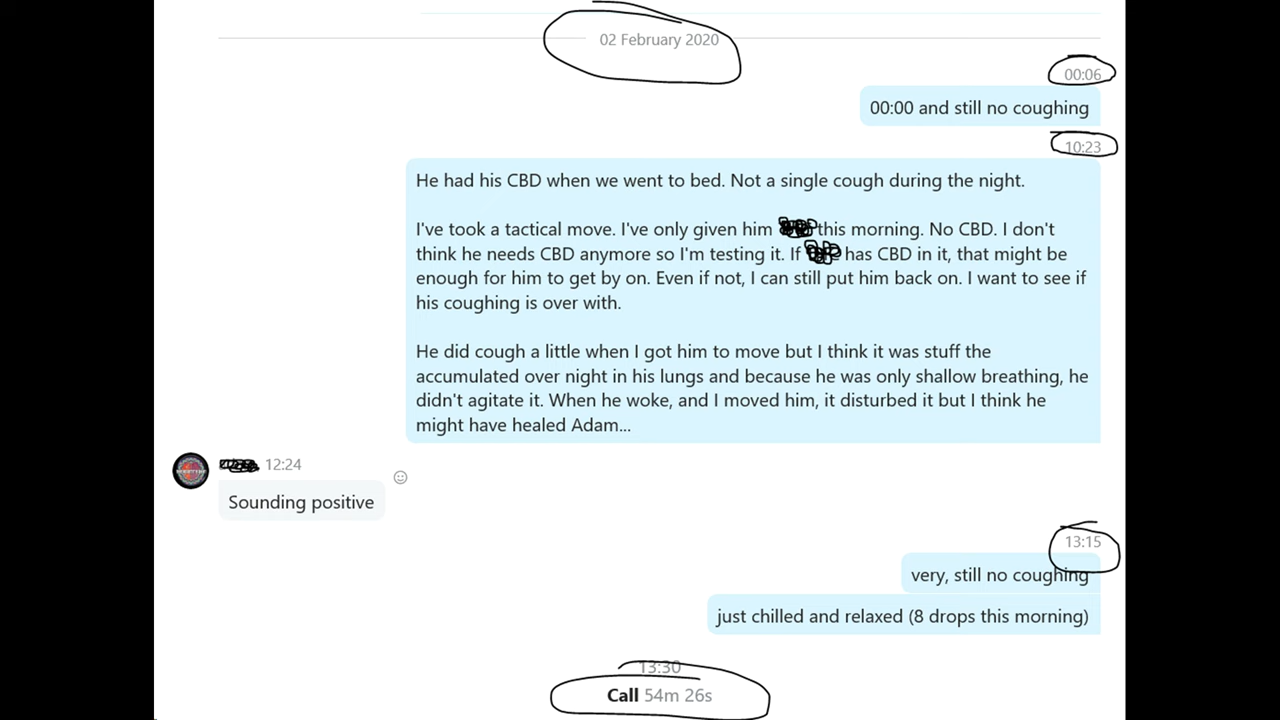 02 February 2020
00:06
00:00 and still no coughing
10:23
He had his CBD when we went to bed. Not a single cough during the night.
I've took a tactical move. I've only given him this morning. No CBD. I don't
think he needs CBD anymore so I'm testing it. If has CBD in it, that might be
enough for him to get by on. Even if not, I can still put him back on. I want to see if
his coughing is over with.
He did cough a little when I got him to move but I think it was stuff the
accumulated over night in his lungs and because he was only shallow breathing, he
didn't agitate it. When he woke, and I moved him, it disturbed it but I think he
might have healed Adam...
12:24
Sounding positive
13:15
very, still no coughing
just chilled and relaxed (8 drops this morning)
13:30
Call 54m 26s